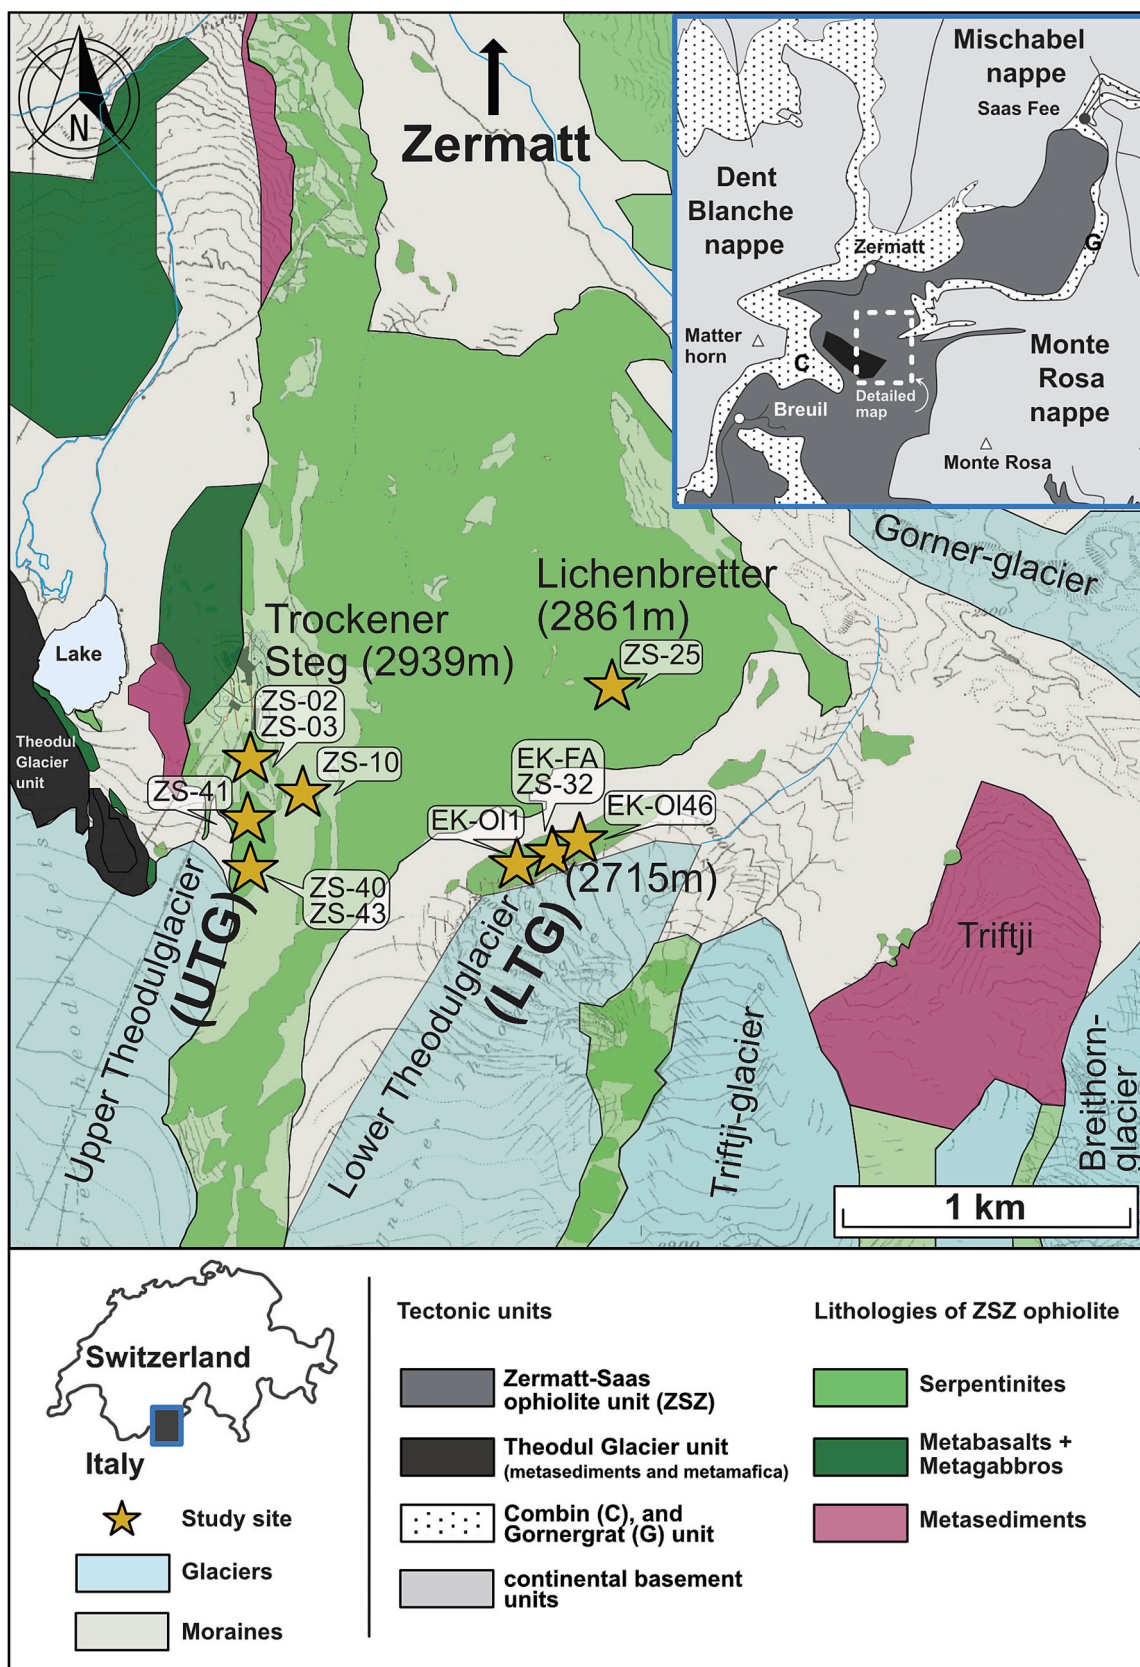 N
Zermatt
Mischabel
nappe
Saas Fee
Dent
Blanche
nappe
Zermatt
G
Matter
horn
C
Detailed
map
Breuil
Monte
Rosa
nappe
Monte Rosa
Gorner-glacier
Lichenbretter
(2861m)
ZS-25
Trockener
Steg (2939m)
Lake
ZS-02
ZS-03
Theodul
Glacier
unit
ZS-10
ZS-41
EK-FA
ZS-32
EK-Ol1
EK-Ol46
(2715m)
ZS-40
ZS-43
Upper Theodulglacier
(UTG)
Lower Theodulglacier
(LTG)
Triftji
Triftji-glacier
Breithorn-
glacier
1 km
Switzerland
Italy
Study site
Glaciers
Moraines
Tectonic units
Zermatt-Saas
ophiolite unit (ZSZ)
Theodul Glacier unit
(metasediments and metamafica)
Combin (C), and
Gornergrat (G) unit
continental basement
units
Lithologies of ZSZ ophiolite
Serpentinites
Metabasalts +
Metagabbros
Metasediments